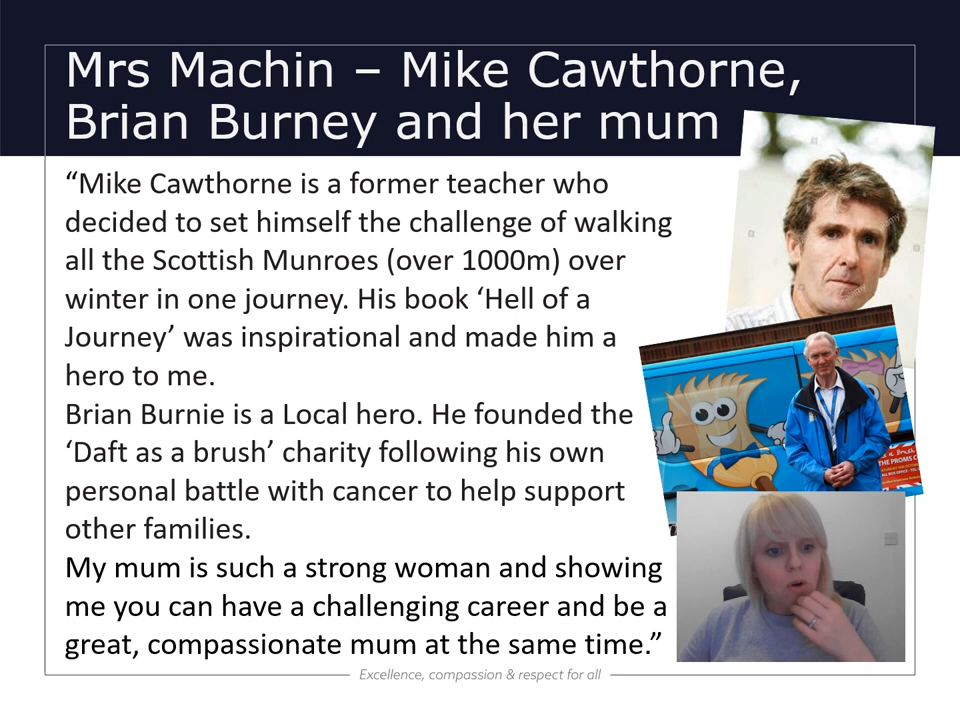 Mrs Machin – Mike Cawthorne,
Brian Burney and her mum
“Mike Cawthorne is a former teacher who
decided to set himself the challenge of walking
all the Scottish Munroes (over 1000m) over
winter in one journey. His book ‘Hell of a
Journey’ was inspirational and made him a
hero to me.
Brian Burnie is a Local hero. He founded the
‘Daft as a brush’ charity following his own
personal battle with cancer to help support
other families.
My mum is such a strong woman and showing
me you can have a challenging career and be a
great, compassionate mum at the same time.”
THE PROMS
Excellence, compassion & respect for all